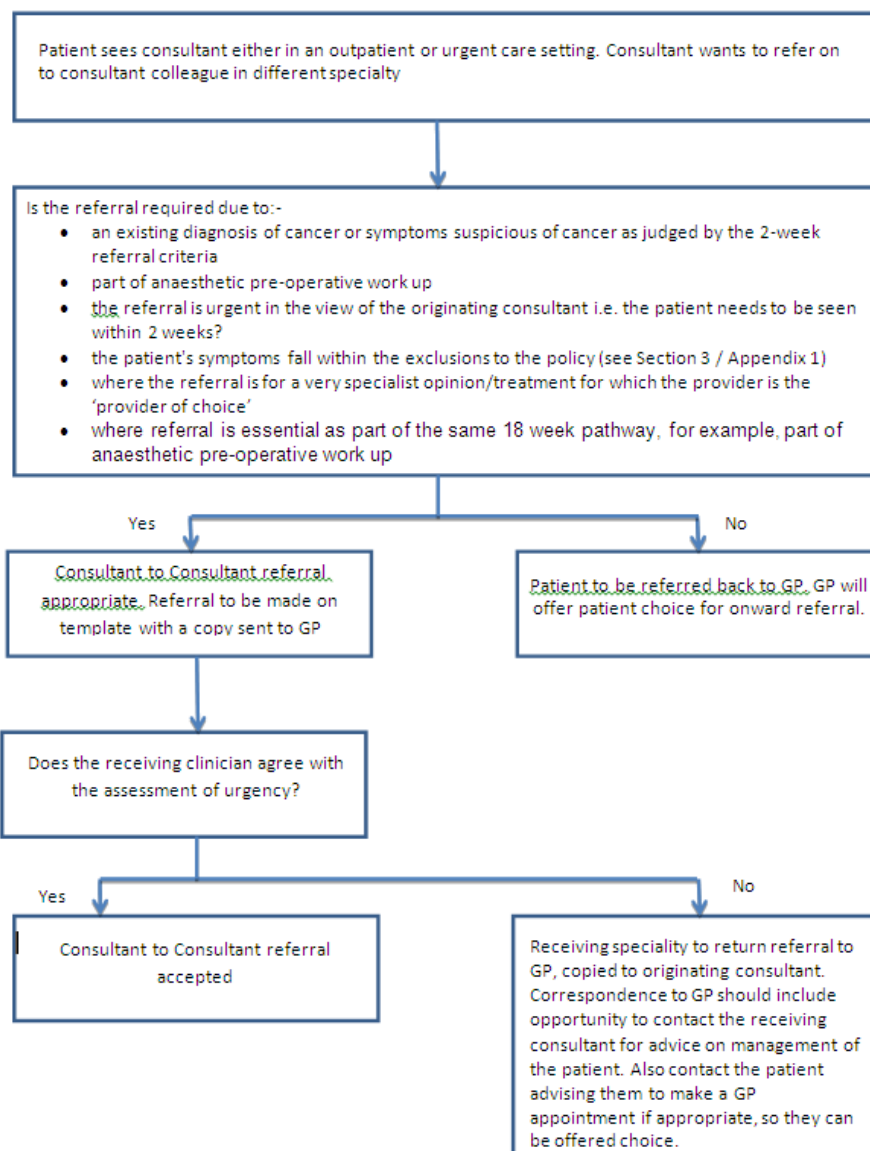 Patient sees consultant either in an outpatient or urgent care setting. Consultant wants to refer on
to consultant colleague in different specialty
Is the referral required due to:-
• an existing diagnosis of cancer or symptoms suspicious of cancer as judged by the 2-week
referral criteria
• part of anaesthetic pre-operative work up
• the referral is urgent in the view of the originating consultant i.e. the patient needs to be seen
within 2 weeks?
• the patient's symptoms fall within the exclusions to the policy (see Section 3 / Appendix 1)
• where the referral is for a very specialist opinion/treatment for which the provider is the
‘provider of choice’
• where referral is essential as part of the same 18 week pathway, for example, part of
anaesthetic pre-operative work up
Yes
No
Consultant to Consultant referral
appropriate. Referral to be made on
template with a copy sent to GP
Patient to be referred back to GP. GP will
offer patient choice for onward referral.
Does the receiving clinician agree with
the assessment of urgency?
Yes
No
Consultant to Consultant referral
accepted
Receiving speciality to return referral to
GP, copied to originating consultant.
Correspondence to GP should include
opportunity to contact the receiving
consultant for advice on management of
the patient. Also contact the patient
advising them to make a GP
appointment if appropriate, so they can
be offered choice.